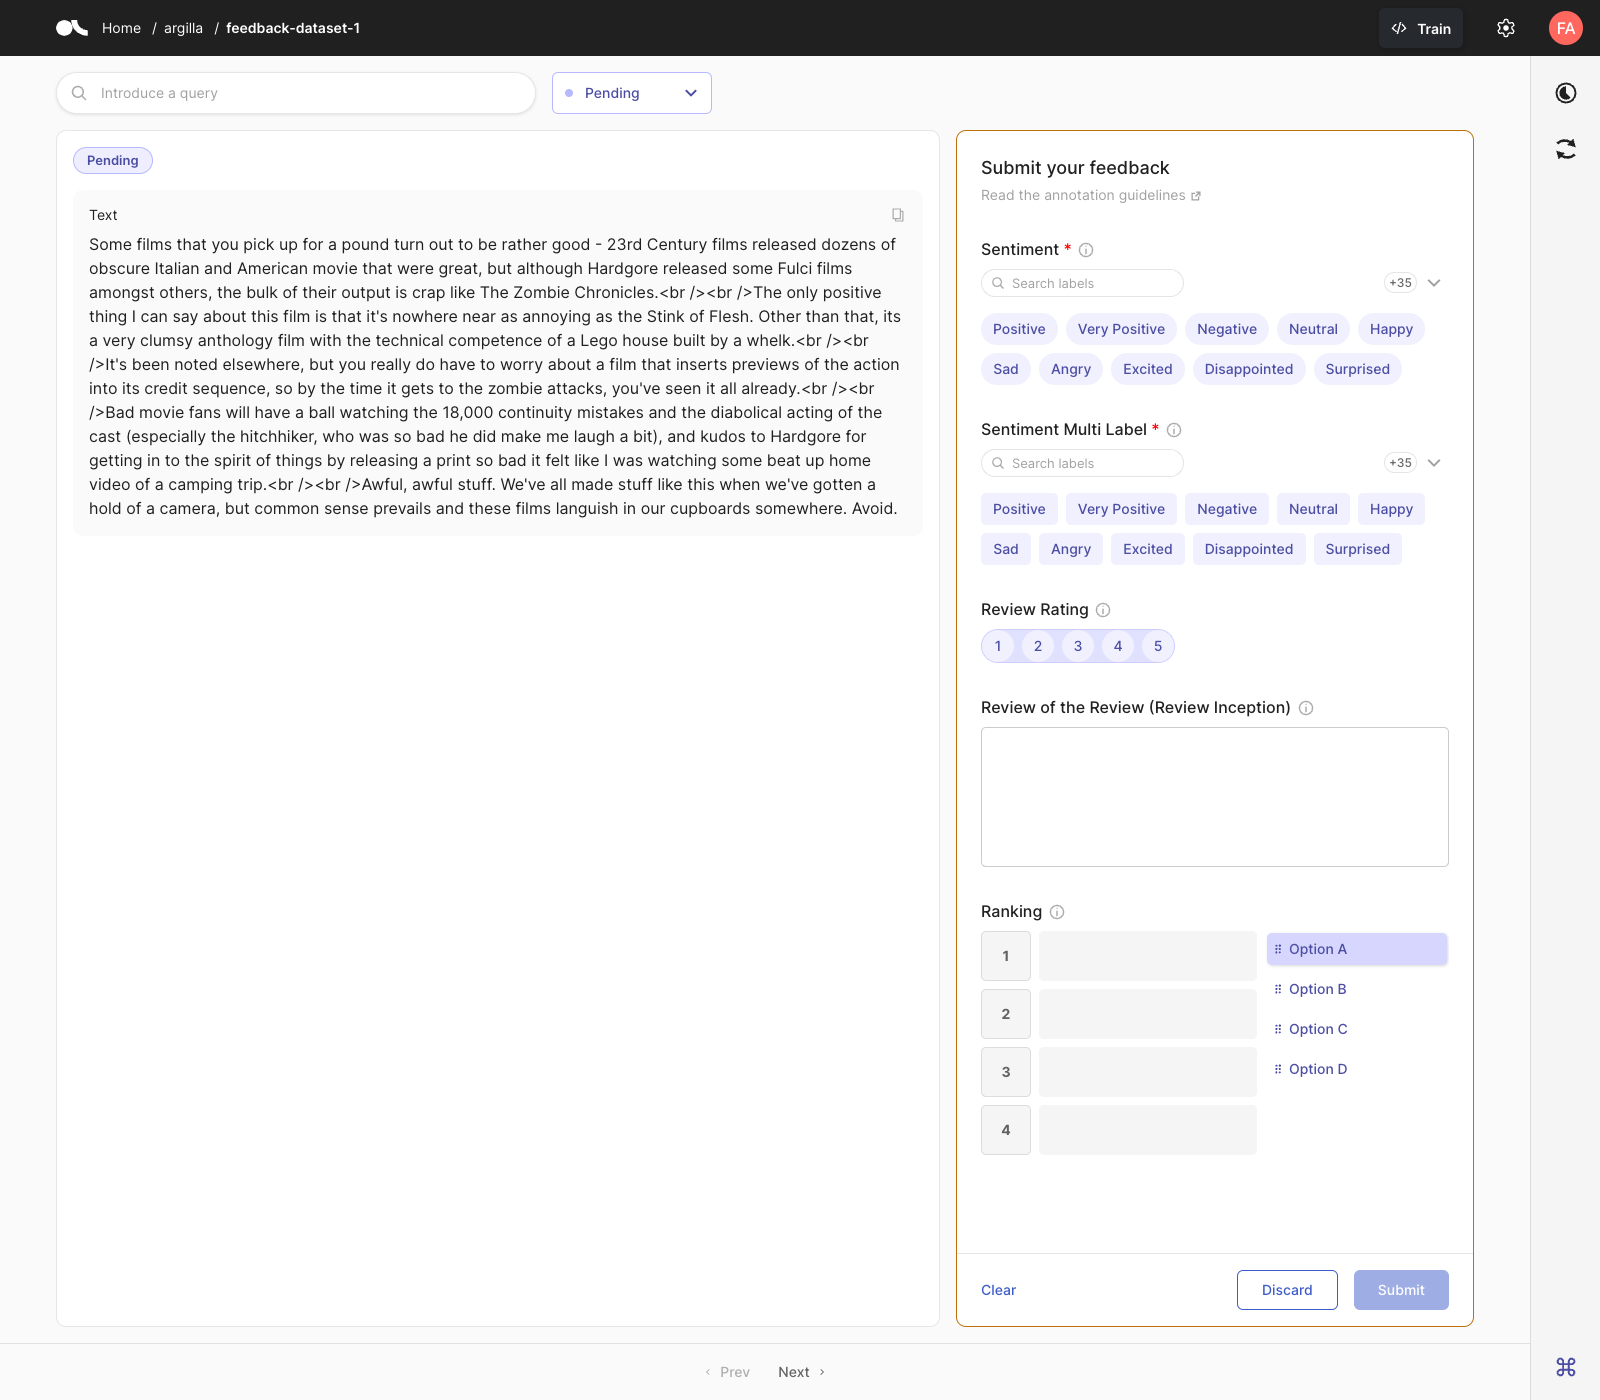 Home / argilla / feedback-dataset-1
Train
FA
Introduce a query
Pending
Pending
Text
Some films that you pick up for a pound turn out to be rather good - 23rd Century films released dozens of
obscure Italian and American movie that were great, but although Hardgore released some Fulci films
amongst others, the bulk of their output is crap like The Zombie Chronicles.<br /><br />The only positive
thing I can say about this film is that it's nowhere near as annoying as the Stink of Flesh. Other than that, its
a very clumsy anthology film with the technical competence of a Lego house built by a whelk.<br /><br
/>It's been noted elsewhere, but you really do have to worry about a film that inserts previews of the action
into its credit sequence, so by the time it gets to the zombie attacks, you've seen it all already.<br /><br
/>Bad movie fans will have a ball watching the 18,000 continuity mistakes and the diabolical acting of the
cast (especially the hitchhiker, who was so bad he did make me laugh a bit), and kudos to Hardgore for
getting in to the spirit of things by releasing a print so bad it felt like I was watching some beat up home
video of a camping trip.<br /><br />Awful, awful stuff. We've all made stuff like this when we've gotten a
hold of a camera, but common sense prevails and these films languish in our cupboards somewhere. Avoid.
Submit your feedback
Read the annotation guidelines
Sentiment *
Search labels
+35
Positive Very Positive Negative Neutral Happy
Sad Angry Excited Disappointed Surprised
Sentiment Multi Label *
Search labels
+35
Positive Very Positive Negative Neutral Happy
Sad Angry Excited Disappointed Surprised
Review Rating
1 2 3 4 5
Review of the Review (Review Inception)
Ranking
1
2
3
4
Option A
Option B
Option C
Option D
Clear
Discard
Submit
‹ Prev
Next ›